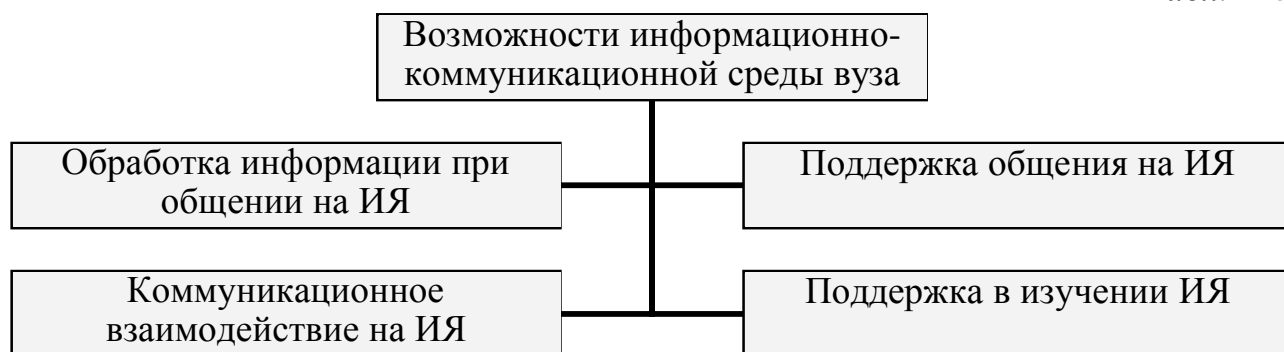 Возможности информационно-
коммуникационной среды вуза
Обработка информации при
общении на ИЯ
Поддержка общения на ИЯ
Коммуникационное
взаимодействие на ИЯ
Поддержка в изучении ИЯ